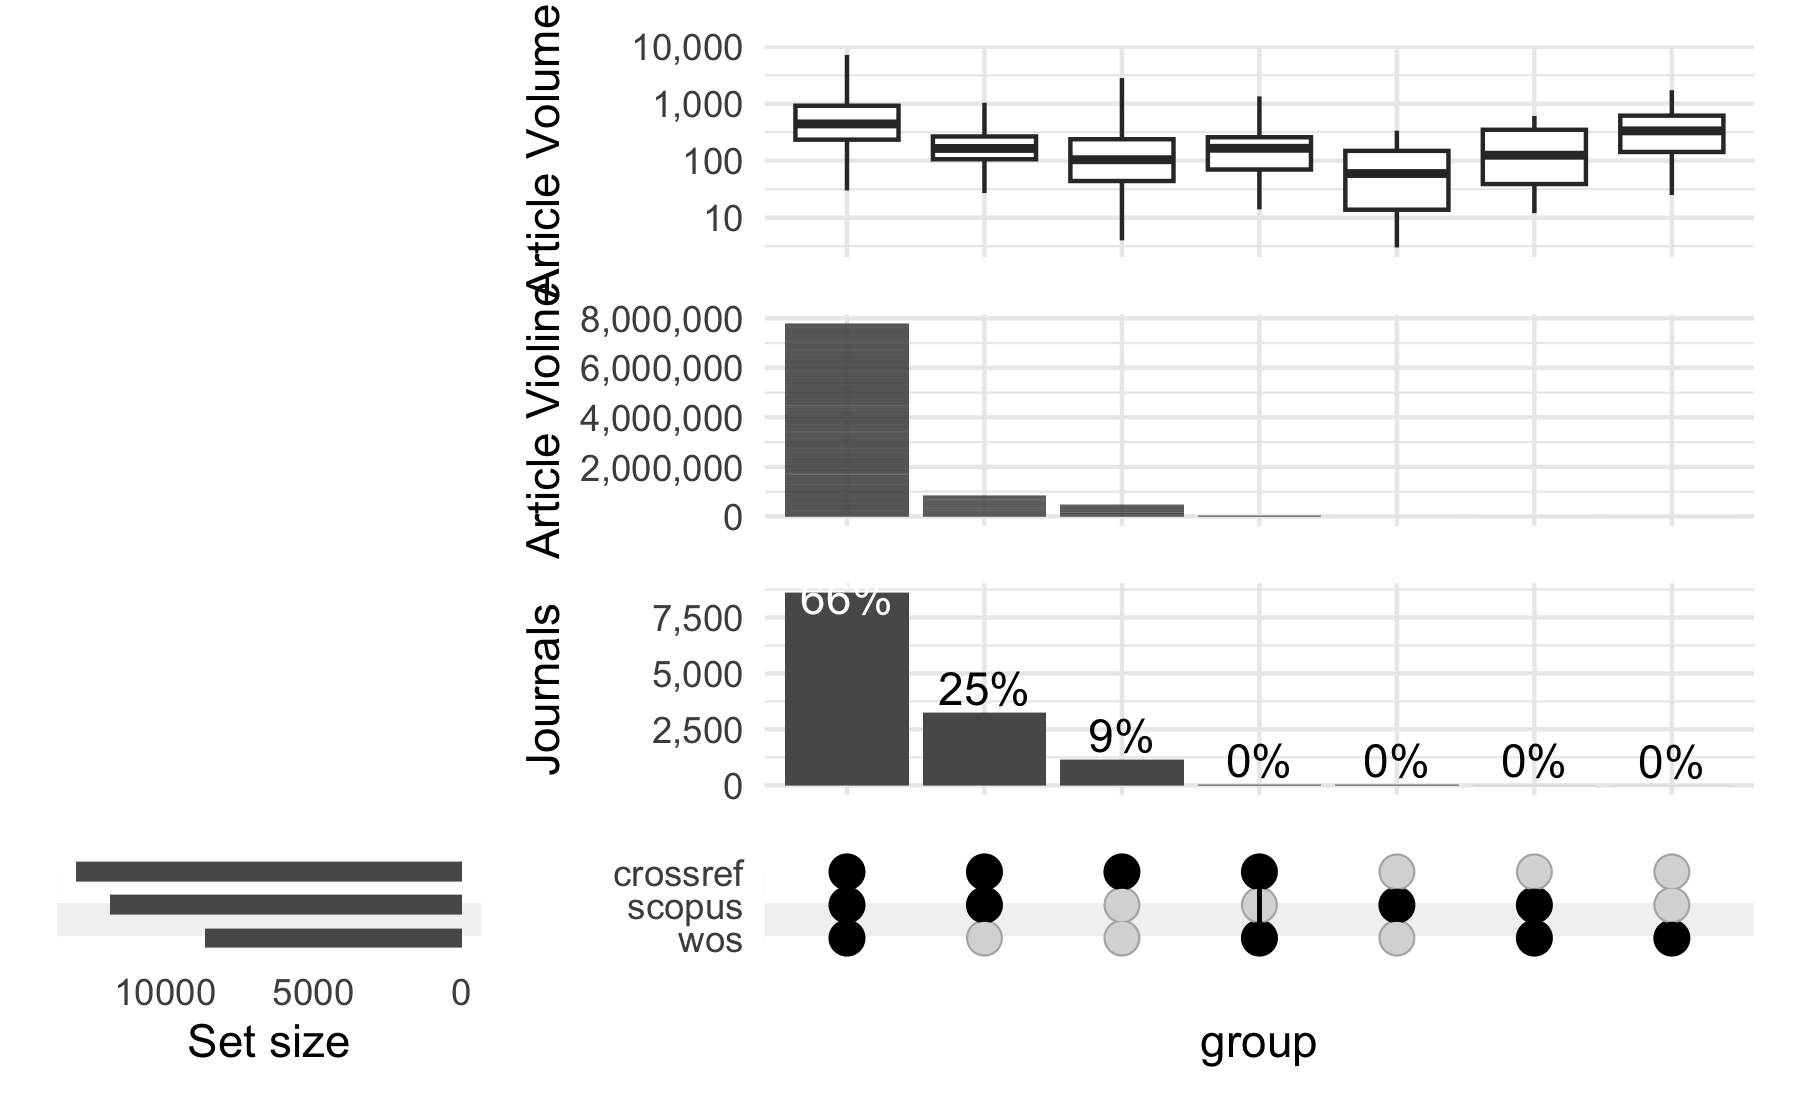 Article Volume
10,000
1,000
100
10
Article Violine
8,000,000
6,000,000
4,000,000
2,000,000
0
Journals
7,500
5,000
2,500
0
66%
25%
9%
0%
0%
0%
0%
crossref
scopus
wos
10000
5000
0
Set size
group